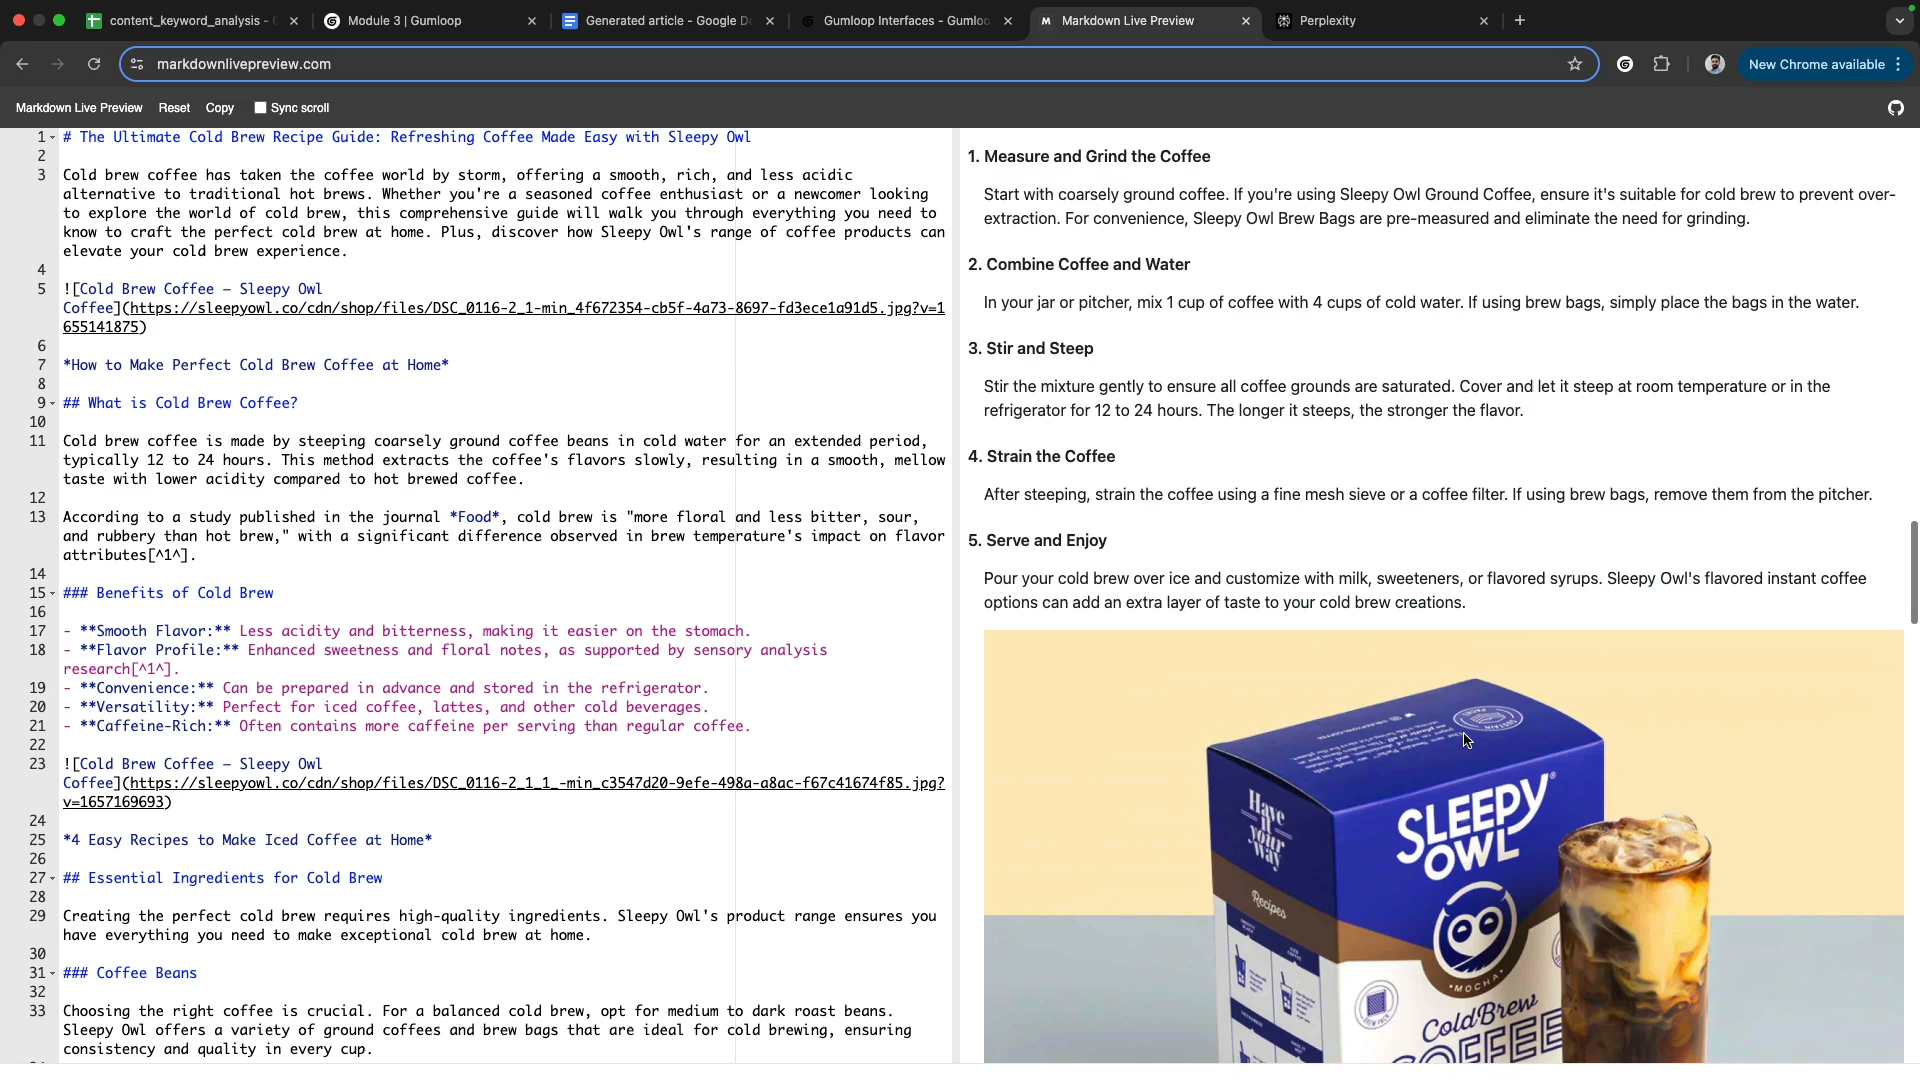 content_keyword_analysis -
Module 3 | Gumloop
Generated article - Google Do
Gumloop Interfaces - Gumloo
Markdown Live Preview
Perplexity
markdownlivepreview.com
New Chrome available
Markdown Live Preview Reset Copy Sync scroll
1 # The Ultimate Cold Brew Recipe Guide: Refreshing Coffee Made Easy with Sleepy Owl
2
3 Cold brew coffee has taken the coffee world by storm, offering a smooth, rich, and less acidic
alternative to traditional hot brews. Whether you're a seasoned coffee enthusiast or a newcomer looking
to explore the world of cold brew, this comprehensive guide will walk you through everything you need to
know to craft the perfect cold brew at home. Plus, discover how Sleepy Owl's range of coffee products can
elevate your cold brew experience.
4
5 ![Cold Brew Coffee – Sleepy Owl
Coffee](https://sleepyowl.co/cdn/shop/files/DSC_0116-2_1-min_4f672354-cb5f-4a73-8697-fd3ece1a91d5.jpg?v=1
655141875)
6
7 *How to Make Perfect Cold Brew Coffee at Home*
8
9 ## What is Cold Brew Coffee?
10
11 Cold brew coffee is made by steeping coarsely ground coffee beans in cold water for an extended period,
typically 12 to 24 hours. This method extracts the coffee's flavors slowly, resulting in a smooth, mellow
taste with lower acidity compared to hot brewed coffee.
12
13 According to a study published in the journal *Food*, cold brew is "more floral and less bitter, sour,
and rubbery than hot brew," with a significant difference observed in brew temperature's impact on flavor
attributes[^1^].
14
15 ### Benefits of Cold Brew
16
17 - **Smooth Flavor:** Less acidity and bitterness, making it easier on the stomach.
18 - **Flavor Profile:** Enhanced sweetness and floral notes, as supported by sensory analysis
research[^1^].
19 - **Convenience:** Can be prepared in advance and stored in the refrigerator.
20 - **Versatility:** Perfect for iced coffee, lattes, and other cold beverages.
21 - **Caffeine-Rich:** Often contains more caffeine per serving than regular coffee.
22
23 ![Cold Brew Coffee – Sleepy Owl
Coffee](https://sleepyowl.co/cdn/shop/files/DSC_0116-2_1_1_-min_c3547d20-9efe-498a-a8ac-f67c41674f85.jpg?
v=1657169693)
24
25 *4 Easy Recipes to Make Iced Coffee at Home*
26
27 ## Essential Ingredients for Cold Brew
28
29 Creating the perfect cold brew requires high-quality ingredients. Sleepy Owl's product range ensures you
have everything you need to make exceptional cold brew at home.
30
31 ### Coffee Beans
32
33 Choosing the right coffee is crucial. For a balanced cold brew, opt for medium to dark roast beans.
Sleepy Owl offers a variety of ground coffees and brew bags that are ideal for cold brewing, ensuring
consistency and quality in every cup.
1. Measure and Grind the Coffee
Start with coarsely ground coffee. If you're using Sleepy Owl Ground Coffee, ensure it's suitable for cold brew to prevent over-
extraction. For convenience, Sleepy Owl Brew Bags are pre-measured and eliminate the need for grinding.
2. Combine Coffee and Water
In your jar or pitcher, mix 1 cup of coffee with 4 cups of cold water. If using brew bags, simply place the bags in the water.
3. Stir and Steep
Stir the mixture gently to ensure all coffee grounds are saturated. Cover and let it steep at room temperature or in the
refrigerator for 12 to 24 hours. The longer it steeps, the stronger the flavor.
4. Strain the Coffee
After steeping, strain the coffee using a fine mesh sieve or a coffee filter. If using brew bags, remove them from the pitcher.
5. Serve and Enjoy
Pour your cold brew over ice and customize with milk, sweeteners, or flavored syrups. Sleepy Owl's flavored instant coffee
options can add an extra layer of taste to your cold brew creations.
Have
it
your
way
Recipes
SLEEPY
OWL
MOCHA
Cold Brew
COFFEE